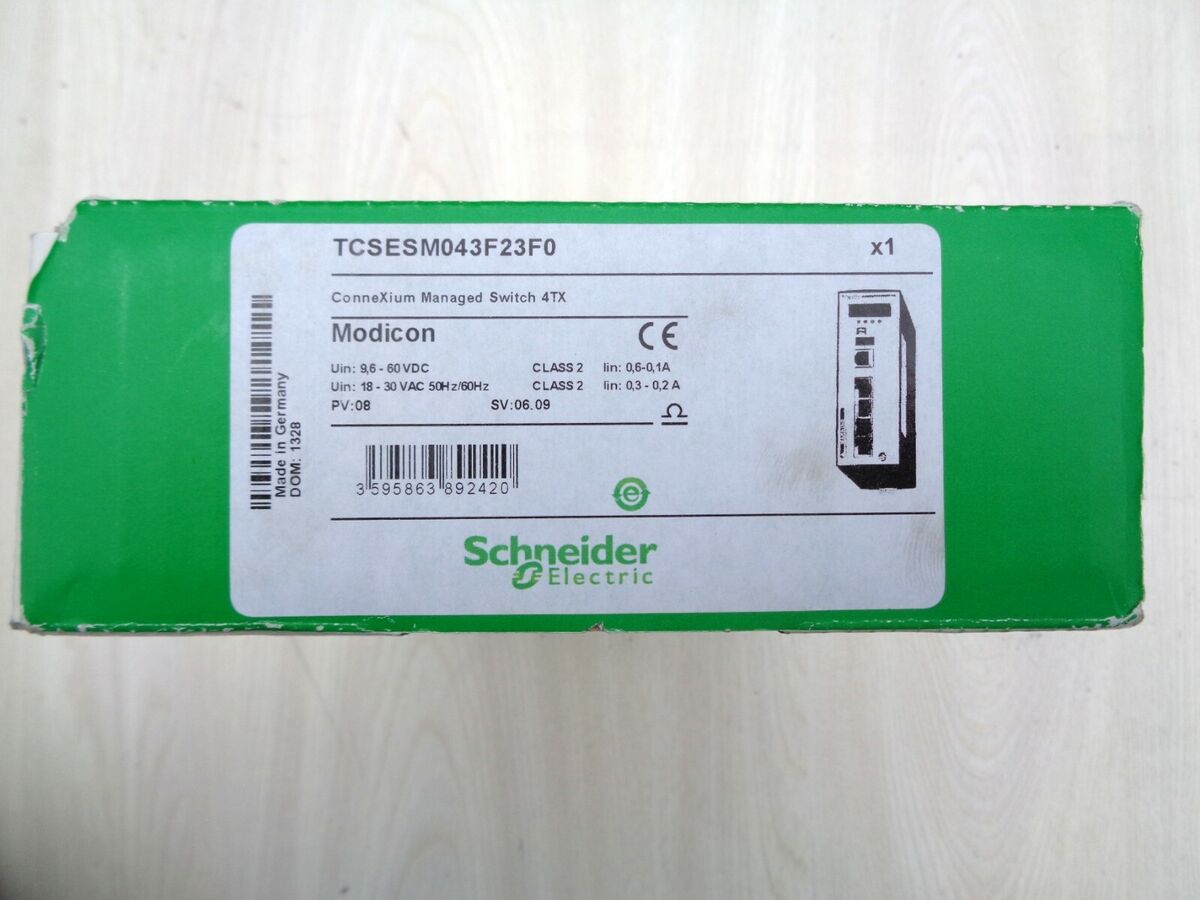 TCSESM043F23F0
x1
ConneXium Managed Switch 4TX
Modicon
CE
Uin: 9,6 - 60 VDC CLASS 2 Iin: 0,6-0,1A
Uin: 18 - 30 VAC 50Hz/60Hz CLASS 2 Iin: 0,3 - 0,2 A
PV:08 SV:06.09
Made in Germany
DOM: 1328
3 595863 892420
Schneider
Electric